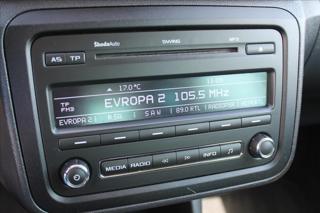 ŠkodaAuto SWING MP3
AS TP
17.0°C
TP
FM3
EVROPA 2 105.5 MHz
EVROPA 2 89.0 RTL
MEDIA RADIO INFO